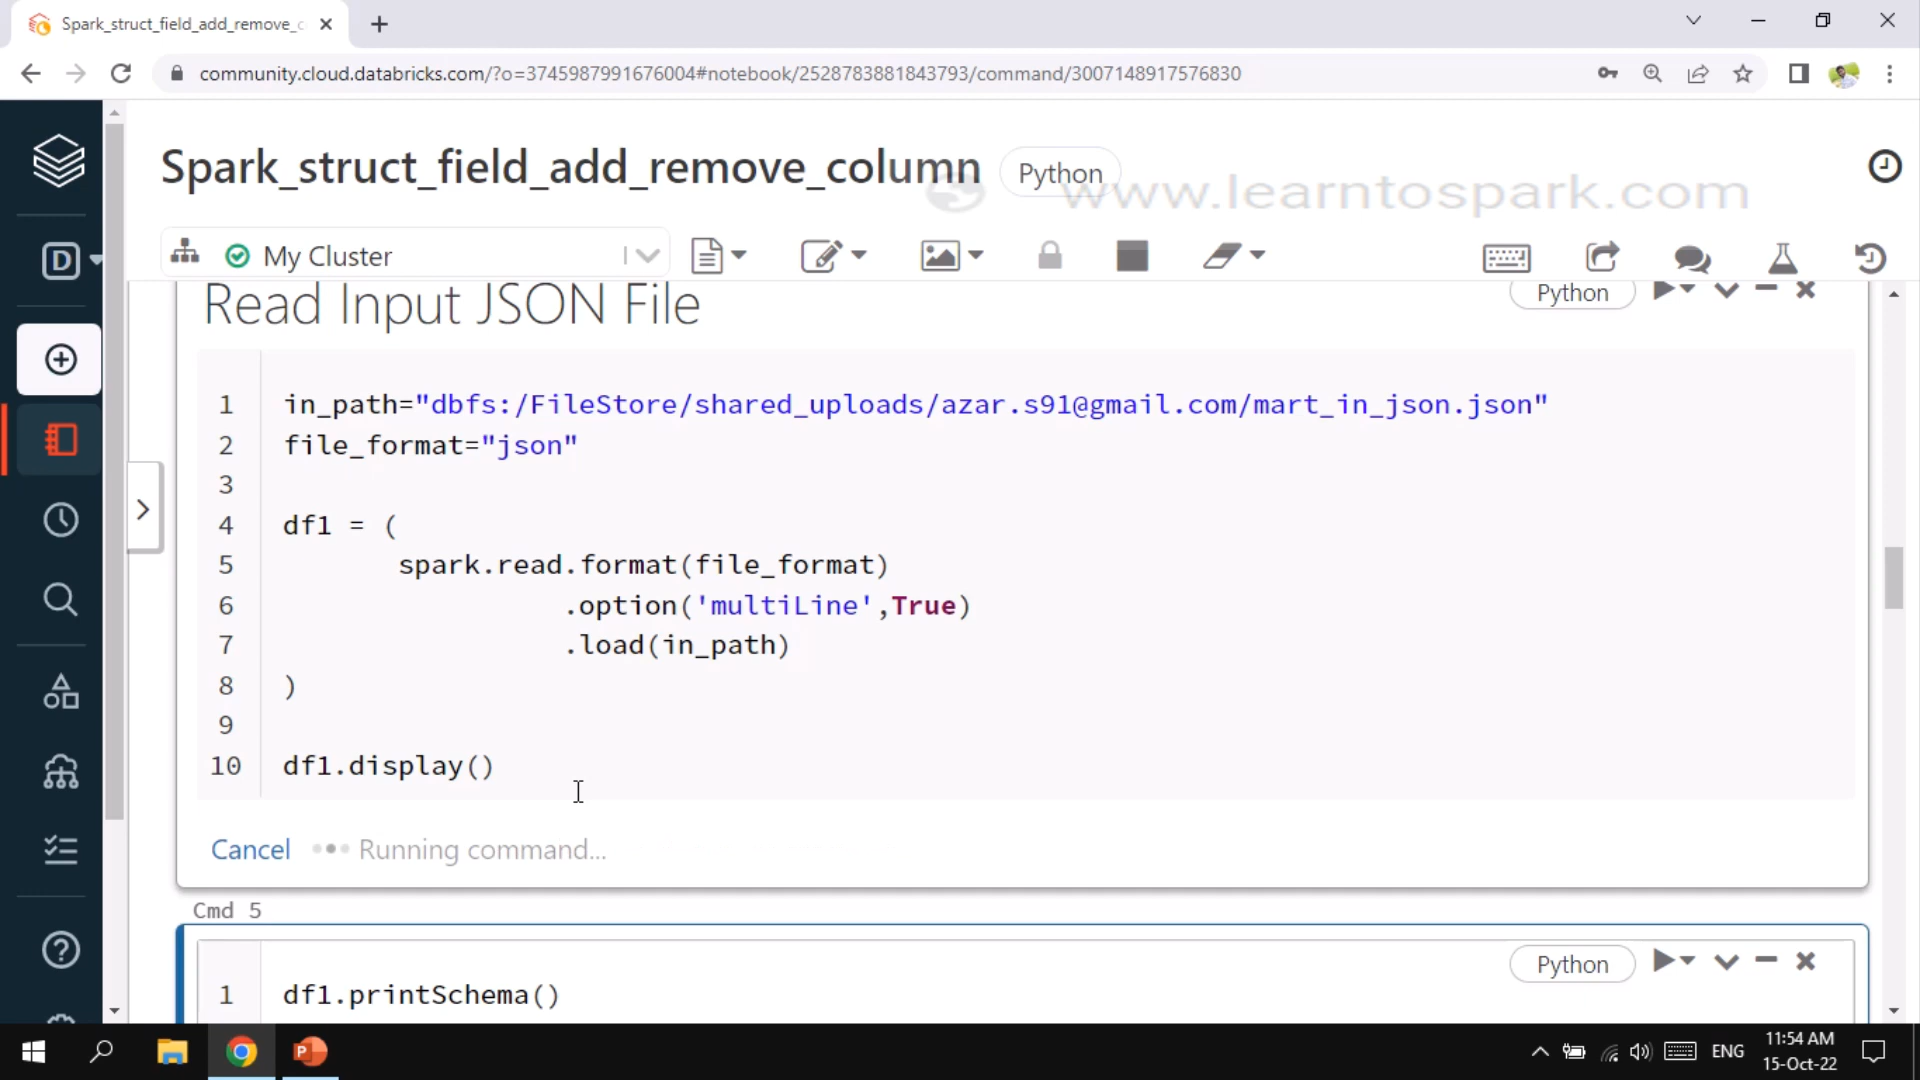 Spark_struct_field_add_remove_c
community.cloud.databricks.com/?o=3745987991676004#notebook/2528783881843793/command/3007148917576830
Spark_struct_field_add_remove_column Python
www.learntospark.com
D
My Cluster
Read Input JSON File Python
1 in_path="dbfs:/FileStore/shared_uploads/azar.s91@gmail.com/mart_in_json.json"
2 file_format="json"
3
4 df1 = (
5 spark.read.format(file_format)
6 .option('multiLine',True)
7 .load(in_path)
8 )
9
10 df1.display()
Cancel Running command...
Cmd 5
Python
1 df1.printSchema()
ENG
11:54 AM
15-Oct-22